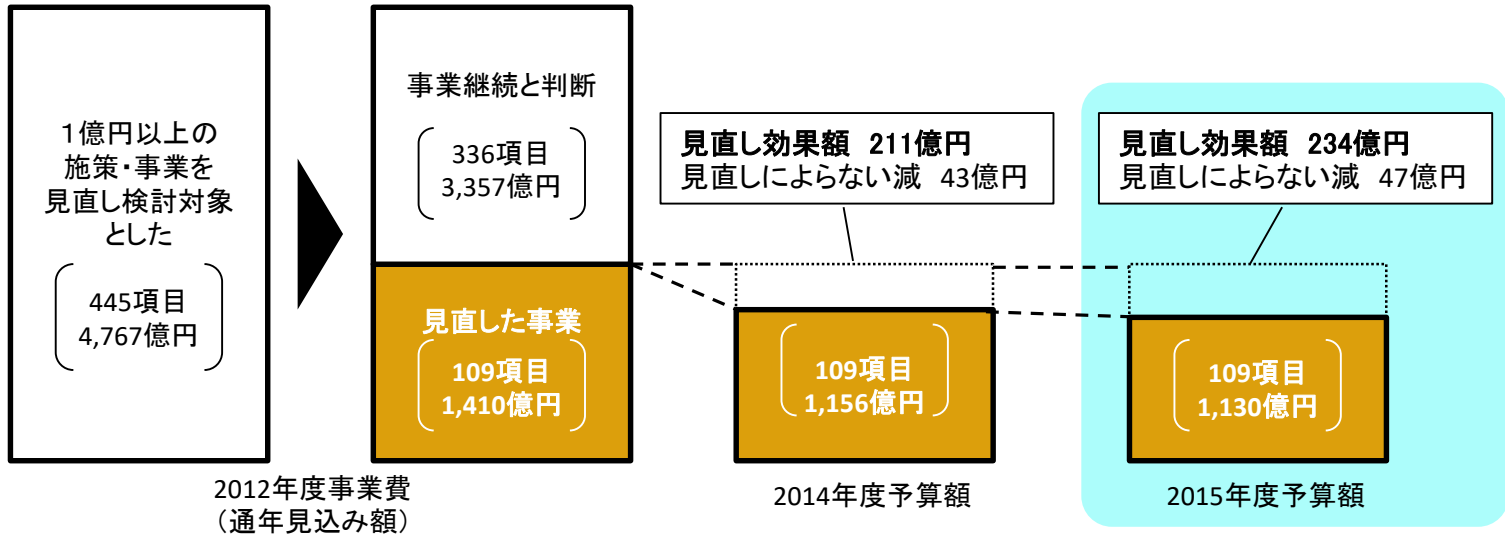 １億円以上の
施策・事業を
見直し検討対象
とした
445項目
4,767億円
事業継続と判断
336項目
3,357億円
見直した事業
109項目
1,410億円
2012年度事業費
（通年見込み額）
見直し効果額 211億円
見直しによらない減 43億円
109項目
1,156億円
2014年度予算額
見直し効果額 234億円
見直しによらない減 47億円
109項目
1,130億円
2015年度予算額